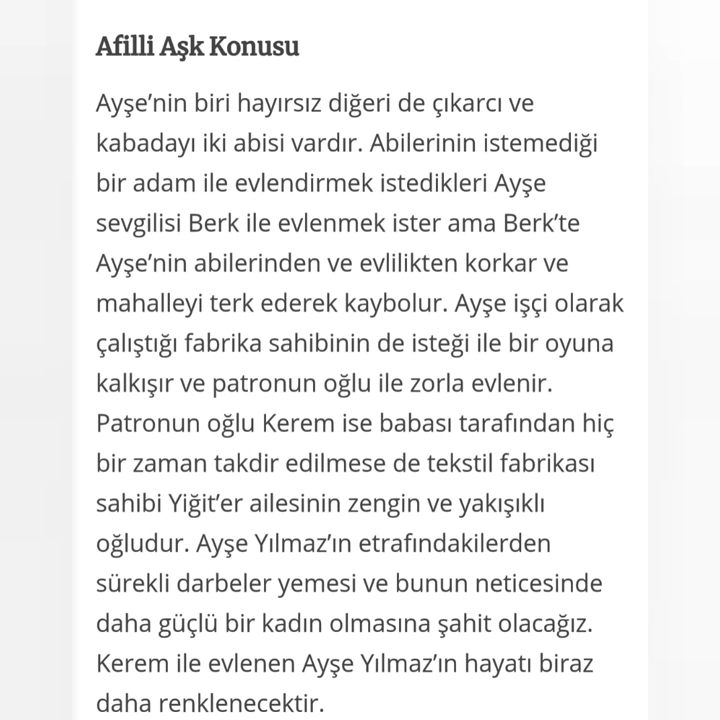 Afilli Aşk Konusu
Ayşe’nin biri hayırsız diğeri de çıkarcı ve
kabadayı iki abisi vardır. Abilerinin istemediği
bir adam ile evlendirmek istedikleri Ayşe
sevgilisi Berk ile evlenmek ister ama Berk’te
Ayşe’nin abilerinden ve evlilikten korkar ve
mahalleyi terk ederek kaybolur. Ayşe işçi olarak
çalıştığı fabrika sahibinin de isteği ile bir oyuna
kalkışır ve patronun oğlu ile zorla evlenir.
Patronun oğlu Kerem ise babası tarafından hiç
bir zaman takdir edilmese de tekstil fabrikası
sahibi Yiğit’er ailesinin zengin ve yakışıklı
oğludur. Ayşe Yılmaz’ın etrafındakilerden
sürekli darbeler yemesi ve bunun neticesinde
daha güçlü bir kadın olmasına şahit olacağız.
Kerem ile evlenen Ayşe Yılmaz’ın hayatı biraz
daha renklenecektir.